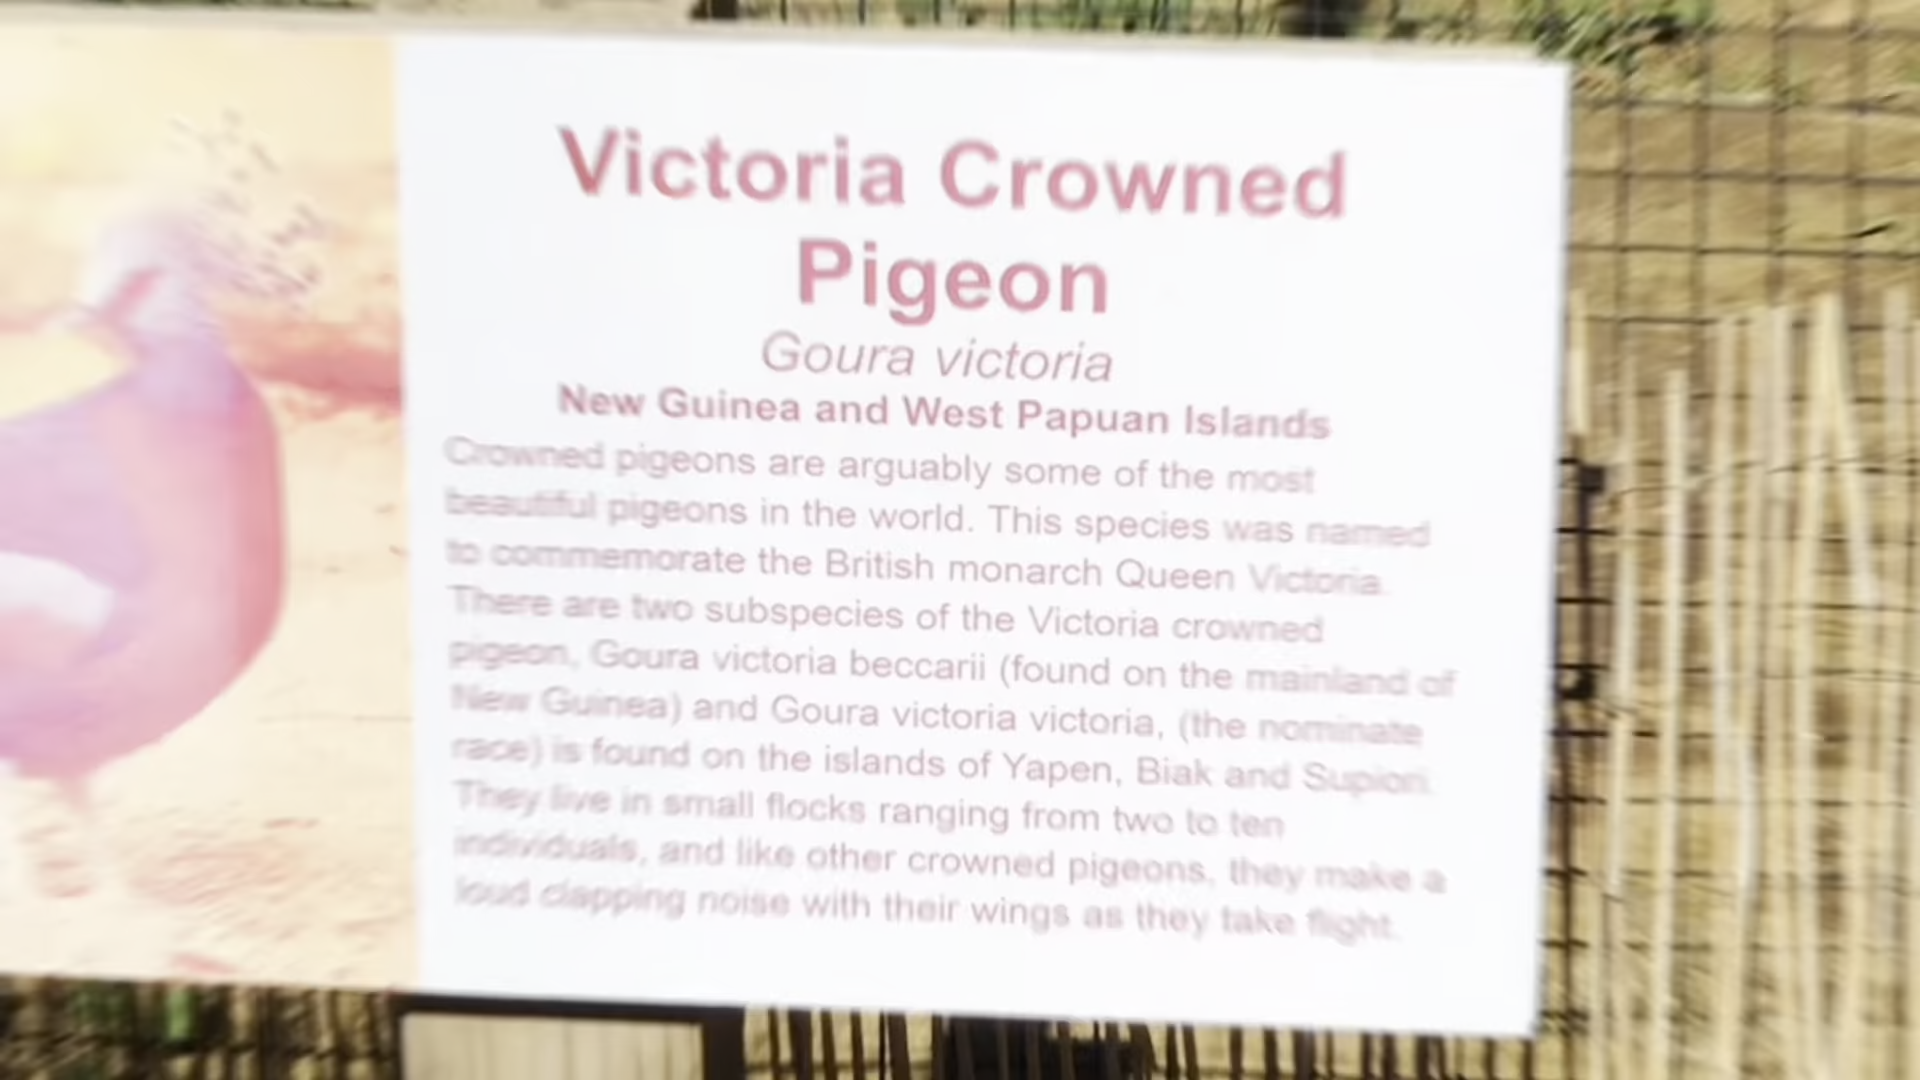 Victoria Crowned
Pigeon
Goura victoria
New Guinea and West Papuan Islands
Crowned pigeons are arguably some of the most
beautiful pigeons in the world. This species was named
to commemorate the British monarch Queen Victoria.
There are two subspecies of the Victoria crowned
pigeon, Goura victoria beccarii (found on the mainland of
New Guinea) and Goura victoria victoria, (the nominate
race) is found on the islands of Yapen, Biak and Supiori.
They live in small flocks ranging from two to ten
individuals, and like other crowned pigeons, they make a
loud clapping noise with their wings as they take flight.